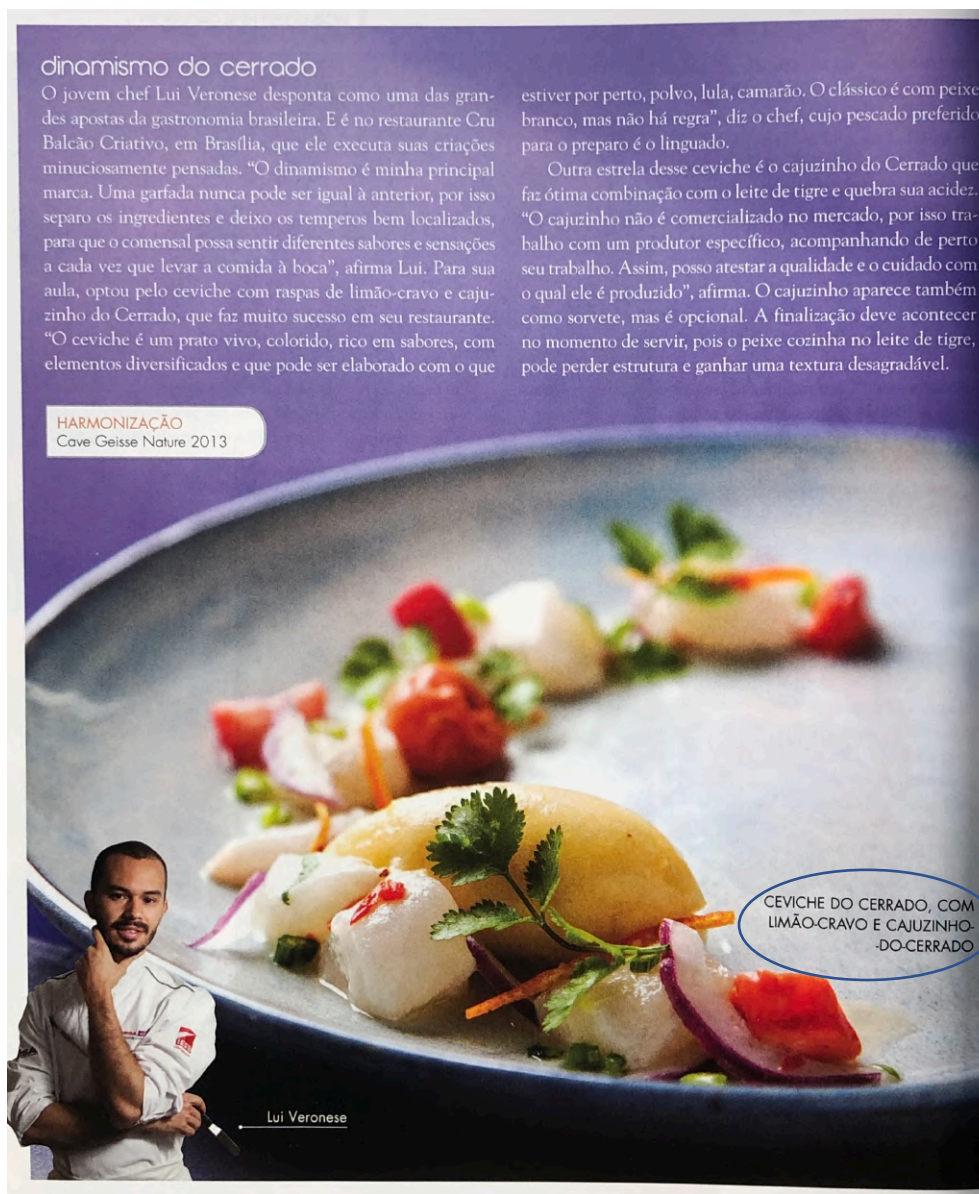 dinamismo do cerrado
O jovem chef Lui Veronese desponta como uma das gran-
des apostas da gastronomia brasileira. E é no restaurante Cru
Balcão Criativo, em Brasília, que ele executa suas criações
minuciosamente pensadas. “O dinamismo é minha principal
marca. Uma garfada nunca pode ser igual à anterior, por isso
separo os ingredientes e deixo os temperos bem localizados,
para que o comensal possa sentir diferentes sabores e sensações
a cada vez que levar a comida à boca”, afirma Lui. Para sua
aula, optou pelo ceviche com raspas de limão-cravo e caju-
zinho do Cerrado, que faz muito sucesso em seu restaurante.
“O ceviche é um prato vivo, colorido, rico em sabores, com
elementos diversificados e que pode ser elaborado com o que
estiver por perto, polvo, lula, camarão. O clássico é com peixe
branco, mas não há regra”, diz o chef, cujo pescado preferido
para o preparo é o linguado.
Outra estrela desse ceviche é o cajuzinho do Cerrado que
faz ótima combinação com o leite de tigre e quebra sua acidez.
“O cajuzinho não é comercializado no mercado, por isso tra-
balho com um produtor específico, acompanhando de perto
seu trabalho. Assim, posso atestar a qualidade e o cuidado com
o qual ele é produzido”, afirma. O cajuzinho aparece também
como sorvete, mas é opcional. A finalização deve acontecer
no momento de servir, pois o peixe cozinha no leite de tigre,
pode perder estrutura e ganhar uma textura desagradável.
HARMONIZAÇÃO
Cave Geisse Nature 2013
CEVICHE DO CERRADO, COM
LIMÃO-CRAVO E CAJUZINHO-
-DO-CERRADO
Lui Veronese